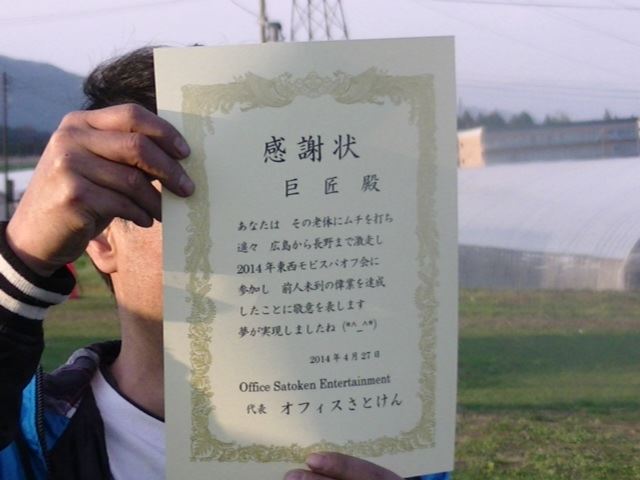 感謝状
巨匠 殿
あなたは その老体にムチを打ち
遥々 広島から長野まで激走し
2014年東西モビスパオフ会に
参加し 前人未到の偉業を達成
したことに敬意を表します
夢が実現しましたね (*^_^*)
2014年4月27日
Office Satoken Entertainment
代表 オフィスさとけん